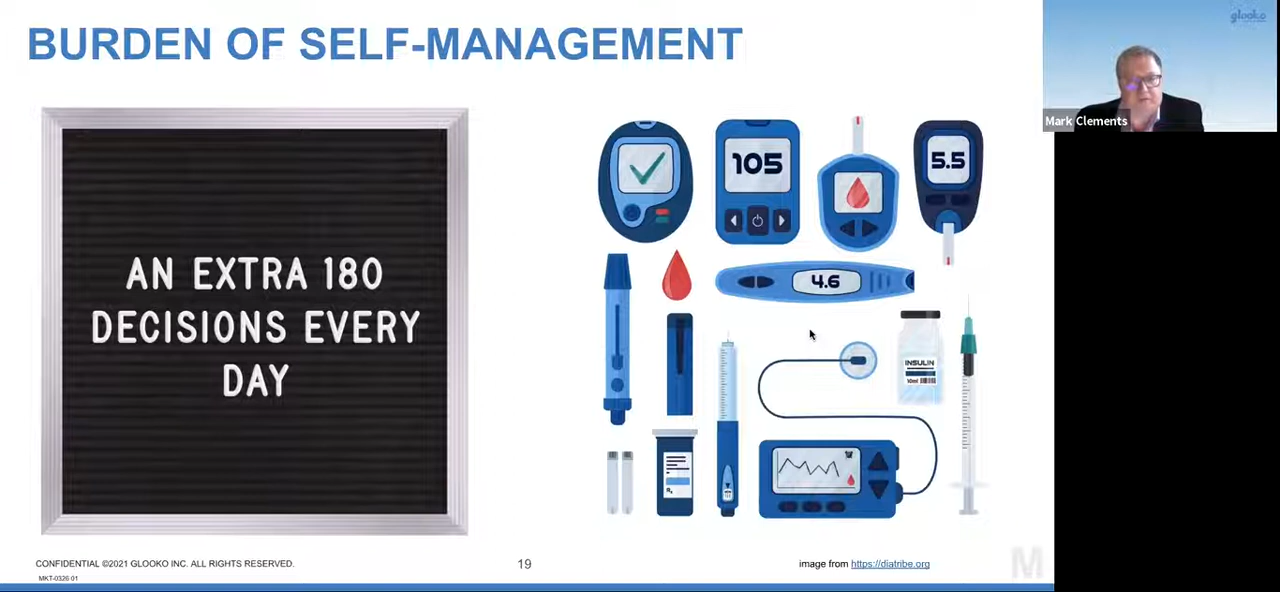 BURDEN OF SELF-MANAGEMENT
glooko
Mark Clements
AN EXTRA 180
DECISIONS EVERY
DAY
105
5.5
4.6
INSULIN
10ml
CONFIDENTIAL ©2021 GLOOKO INC. ALL RIGHTS RESERVED.
MKT-0326 01
19
image from https://diatribe.org
M